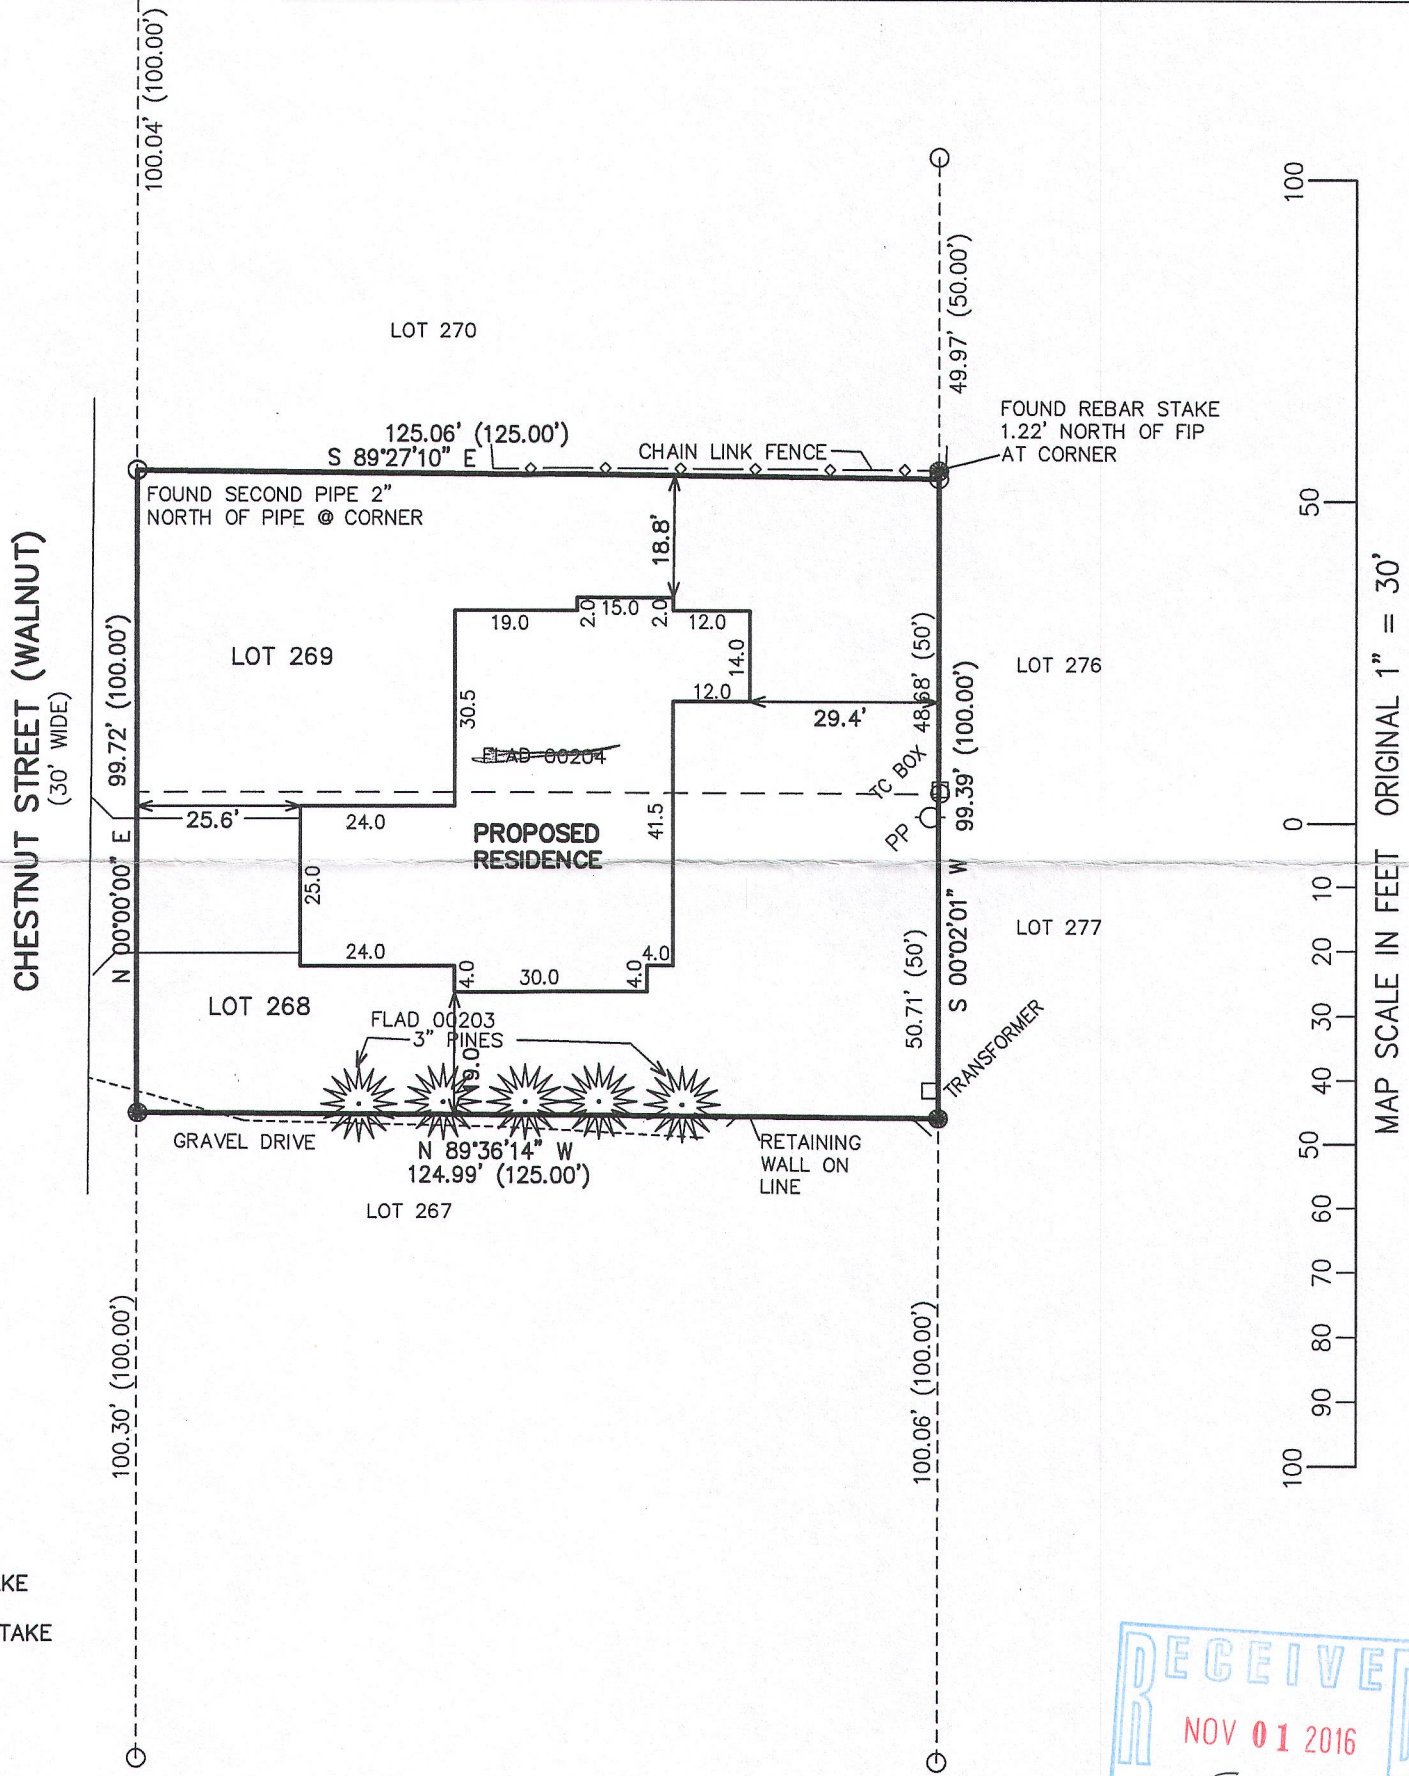 100.04' (100.00')
LOT 270
49.97' (50.00')
125.06' (125.00')
S 89°27'10" E
CHAIN LINK FENCE
FOUND REBAR STAKE
1.22' NORTH OF FIP
AT CORNER
FOUND SECOND PIPE 2"
NORTH OF PIPE @ CORNER
18.8'
CHESTNUT STREET (WALNUT)
(30' WIDE)
N 00°00'00" E
99.72' (100.00')
LOT 269
19.0
2.0
15.0
2.0
12.0
14.0
12.0
30.5
29.4'
48.68' (50')
LOT 276
FLAD 00204
TC BOX
PP
S 00°02'01" W
99.39' (100.00')
25.6'
24.0
PROPOSED
RESIDENCE
41.5
25.0
24.0
4.0
30.0
4.0
4.0
50.71' (50')
LOT 277
LOT 268
FLAD 00203
3" PINES
19.0
TRANSFORMER
GRAVEL DRIVE
N 89°36'14" W
124.99' (125.00')
RETAINING
WALL ON
LINE
LOT 267
100.30' (100.00')
100.06' (100.00')
100
50
0
10
20
30
40
50
60
70
80
90
100
MAP SCALE IN FEET ORIGINAL 1" = 30'
KE
TAKE
RECEIVED
NOV 01 2016